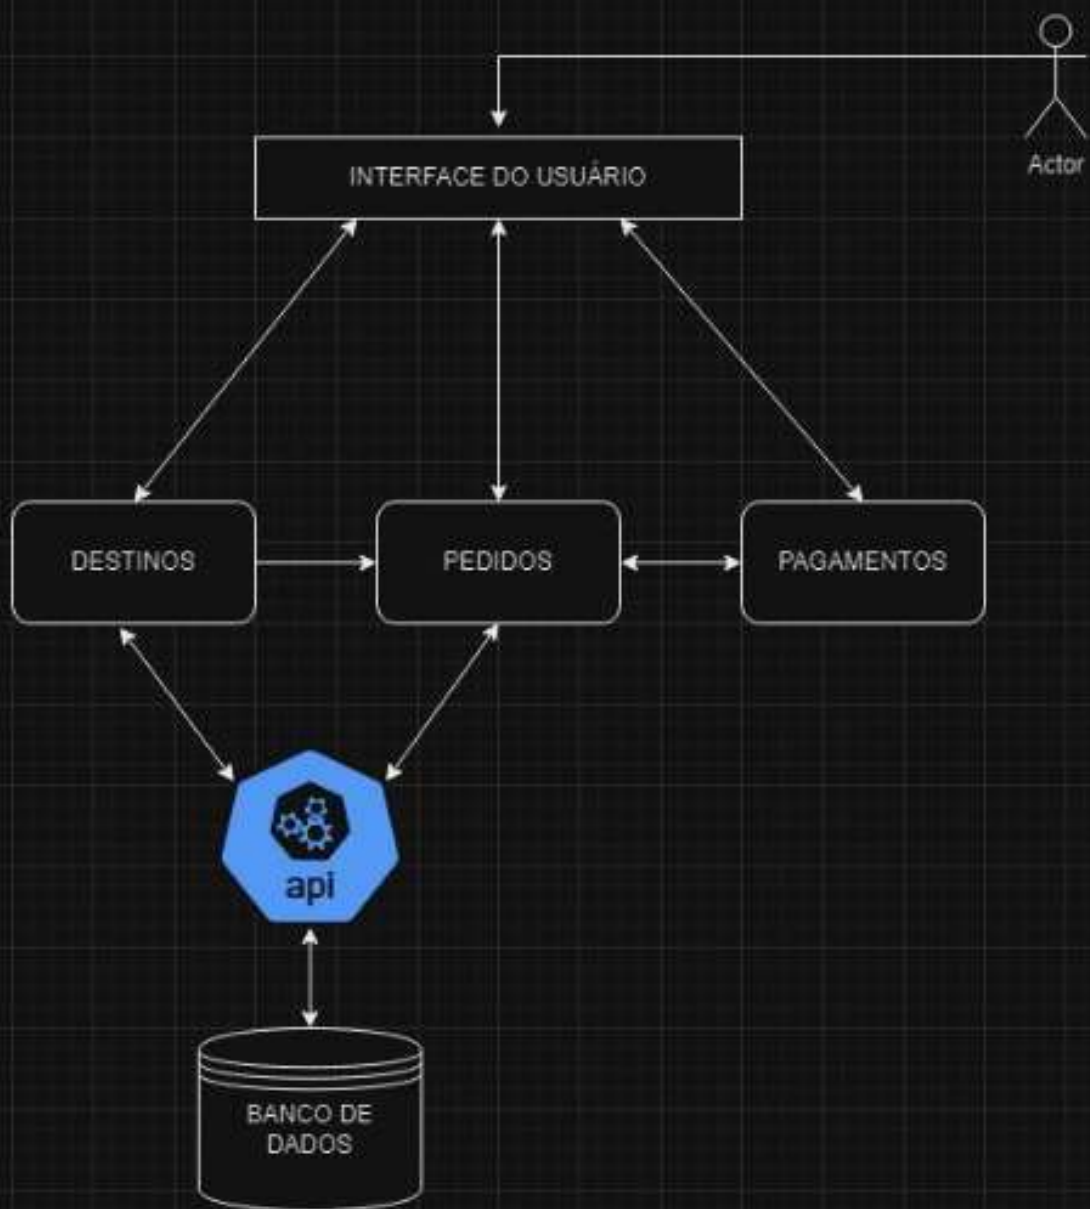 Actor
INTERFACE DO USUÁRIO
DESTINOS
PEDIDOS
PAGAMENTOS
api
BANCO DE
DADOS